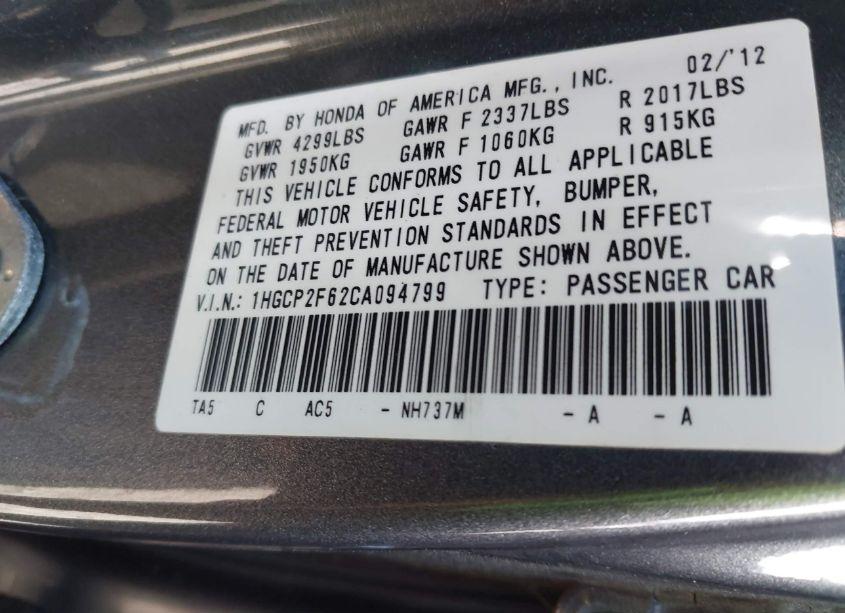 MFD. BY HONDA OF AMERICA MFG., INC. 02/'12
GVWR 4299LBS GAWR F 2337LBS R 2017LBS
GVWR 1950KG GAWR F 1060KG R 915KG
THIS VEHICLE CONFORMS TO ALL APPLICABLE
FEDERAL MOTOR VEHICLE SAFETY, BUMPER,
AND THEFT PREVENTION STANDARDS IN EFFECT
ON THE DATE OF MANUFACTURE SHOWN ABOVE.
V.I.N.: 1HGCP2F62CA094799 TYPE: PASSENGER CAR
TA5 C AC5 - NH737M - A - A